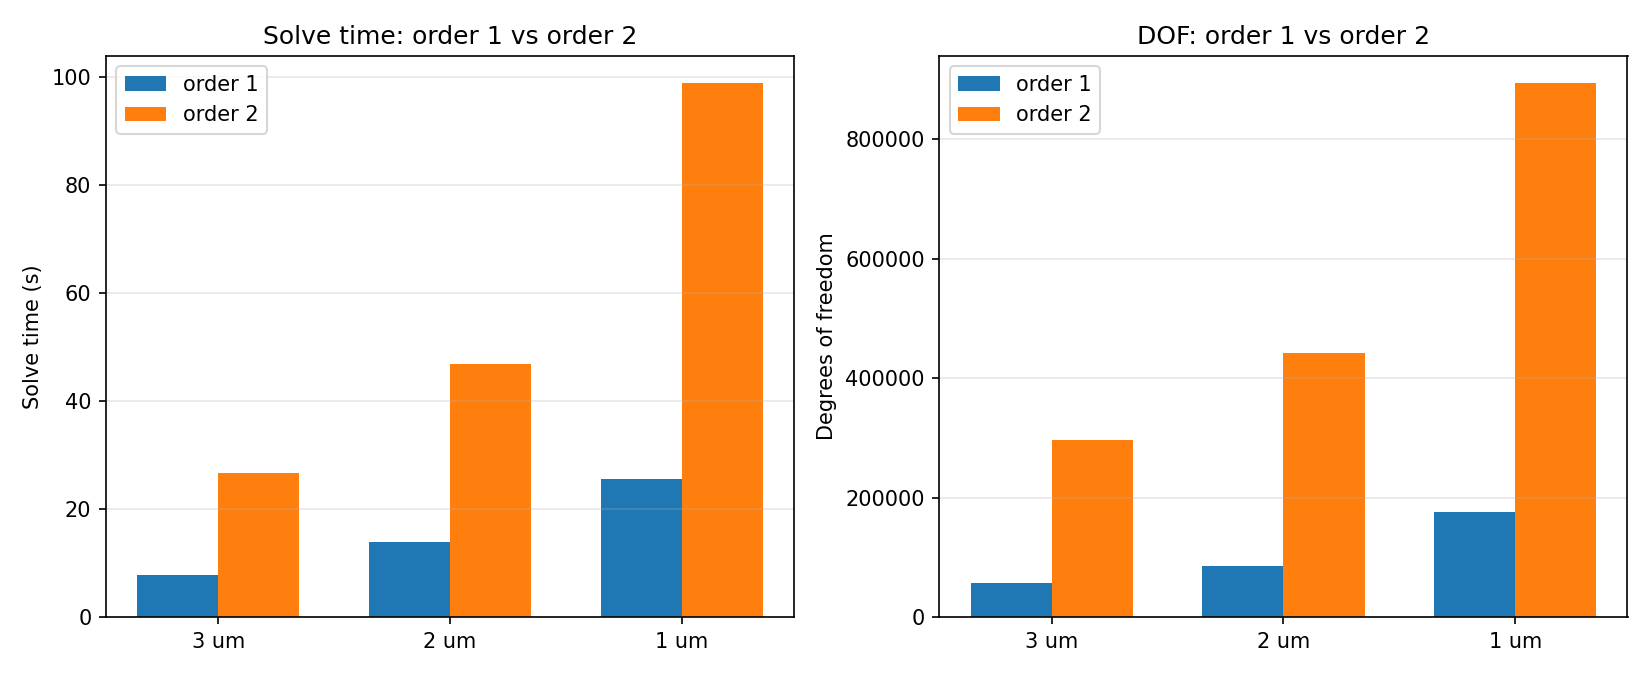 Solve time: order 1 vs order 2
order 1
order 2
Solve time (s)
100
80
60
40
20
0
3 um
2 um
1 um
DOF: order 1 vs order 2
order 1
order 2
Degrees of freedom
800000
600000
400000
200000
0
3 um
2 um
1 um